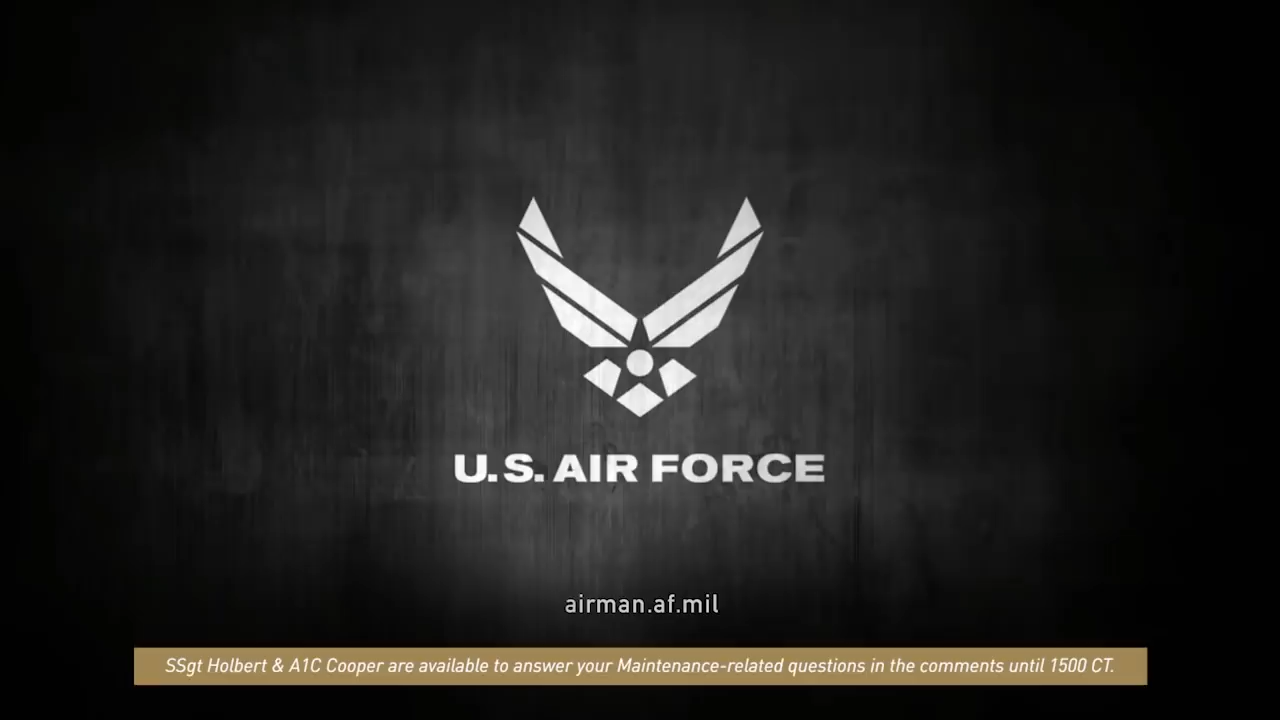 U.S. AIR FORCE
airman.af.mil
SSgt Holbert & A1C Cooper are available to answer your Maintenance-related questions in the comments until 1500 CT.